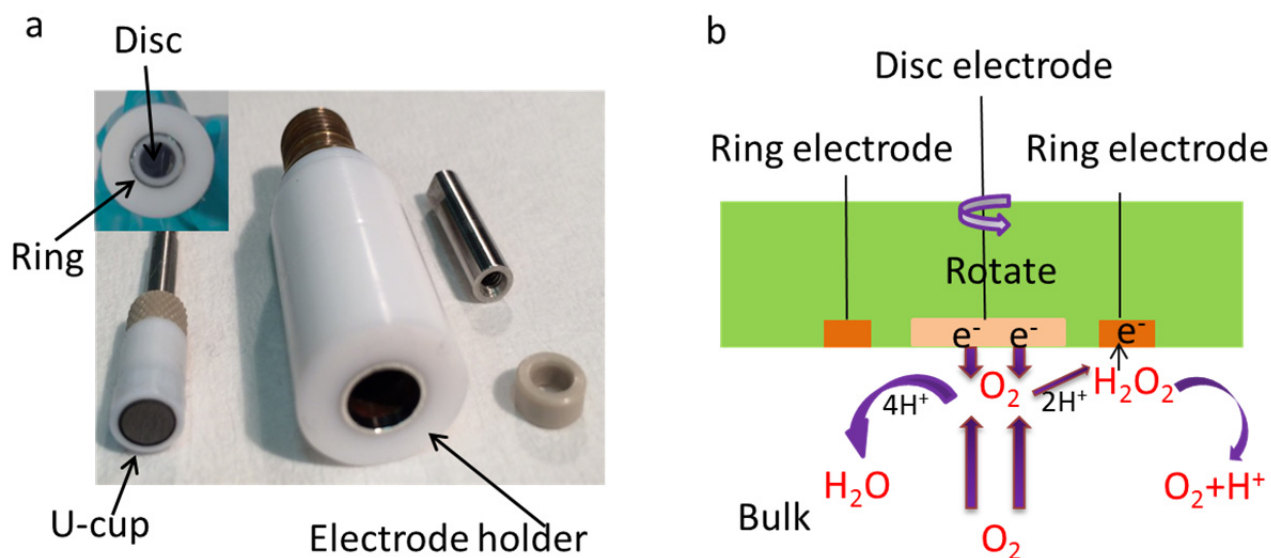 a
Disc
Ring
U-cup
Electrode holder
b
Disc electrode
Ring electrode
Ring electrode
Rotate
e⁻
e⁻
e⁻
O₂
H₂O₂
4H⁺
2H⁺
H₂O
O₂+H⁺
Bulk
O₂